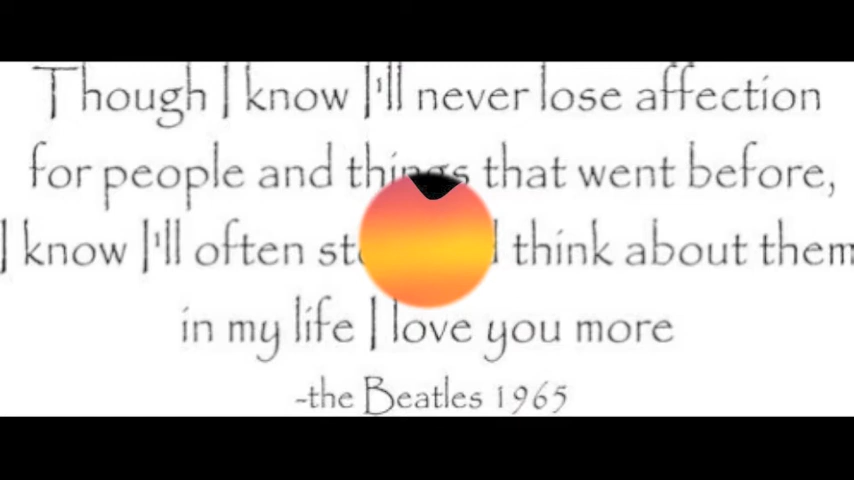 Though I know I'll never lose affection
for people and things that went before,
I know I'll often think about them
in my life I love you more
-the Beatles 1965